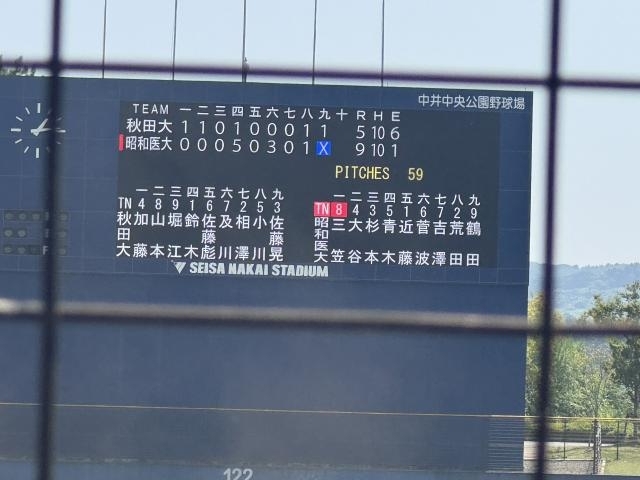 中井中央公園野球場
TEAM 一二三四五六七八九十 R H E
秋田大 1 1 0 1 0 0 0 1 1 5 10 6
昭和医大 0 0 0 5 0 3 0 1 X 9 10 1
PITCHES 59
一二三四五六七八九
TN 4 8 9 1 6 7 2 5 3
秋田大 加藤 山本 堀江 鈴木 佐藤彪 及川 相澤 小川 佐藤晃
一二三四五六七八九
TN 8 4 3 5 1 6 7 2 9
昭和医大 三笠 大谷 杉本 青木 近藤 菅波 吉澤 荒田 鶴田
SEISA NAKAI STADIUM
122